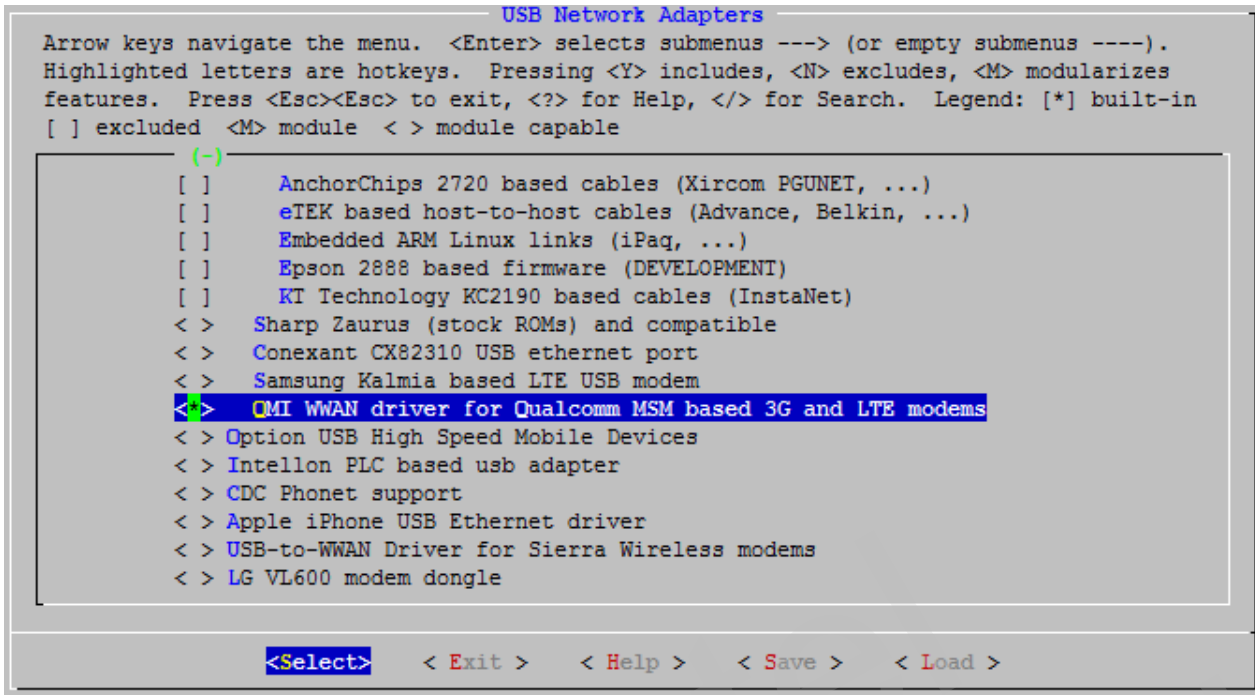 USB Network Adapters
Arrow keys navigate the menu.  <Enter> selects submenus ---> (or empty submenus ----).
Highlighted letters are hotkeys.  Pressing <Y> includes, <N> excludes, <M> modularizes
features.  Press <Esc><Esc> to exit, <?> for Help, </> for Search.  Legend: [*] built-in
[ ] excluded  <M> module  < > module capable
(-)
[ ]     AnchorChips 2720 based cables (Xircom PGUNET, ...)
[ ]     eTEK based host-to-host cables (Advance, Belkin, ...)
[ ]     Embedded ARM Linux links (iPaq, ...)
[ ]     Epson 2888 based firmware (DEVELOPMENT)
[ ]     KT Technology KC2190 based cables (InstaNet)
< >   Sharp Zaurus (stock ROMs) and compatible
< >   Conexant CX82310 USB ethernet port
< >   Samsung Kalmia based LTE USB modem
<*>   QMI WWAN driver for Qualcomm MSM based 3G and LTE modems
< > Option USB High Speed Mobile Devices
< > Intellon PLC based usb adapter
< > CDC Phonet support
< > Apple iPhone USB Ethernet driver
< > USB-to-WWAN Driver for Sierra Wireless modems
< > LG VL600 modem dongle
<Select>    < Exit >    < Help >    < Save >    < Load >